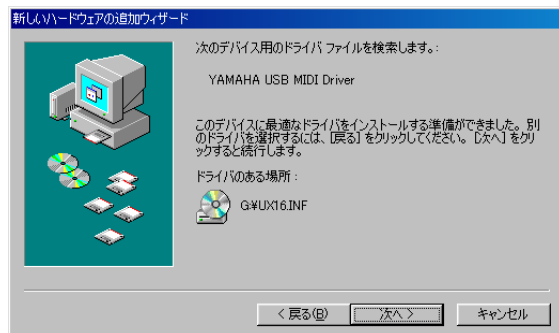 新しいハードウェアの追加ウィザード
次のデバイス用のドライバ ファイルを検索します。:
YAMAHA USB MIDI Driver
このデバイスに最適なドライバをインストールする準備ができました。別
のドライバを選択するには、[戻る] をクリックしてください。[次へ] をクリ
ックすると続行します。
ドライバのある場所 :
G:¥UX16.INF
< 戻る(B)
次へ >
キャンセル